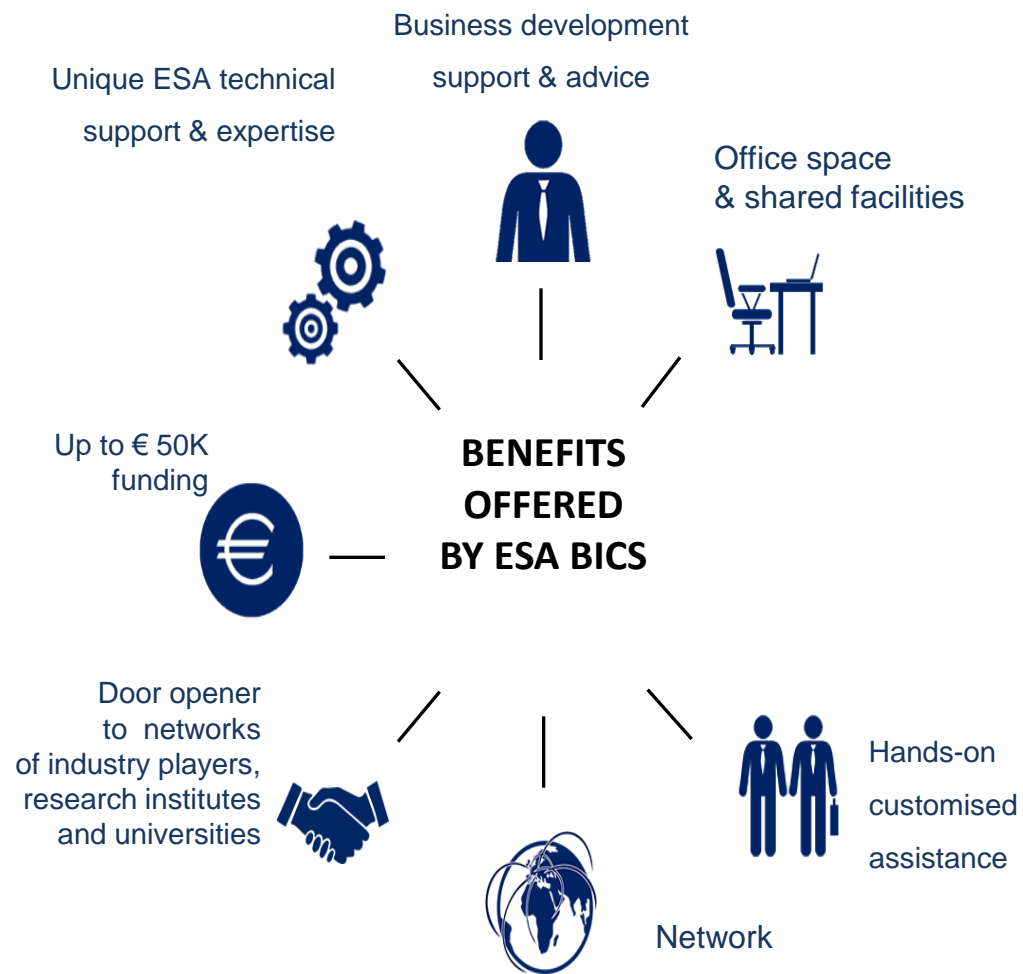 Business development
support & advice
Unique ESA technical
support & expertise
Office space
& shared facilities
Up to € 50K
funding
BENEFITS
OFFERED
BY ESA BICS
Door opener
to networks
of industry players,
research institutes
and universities
Hands-on
customised
assistance
Network